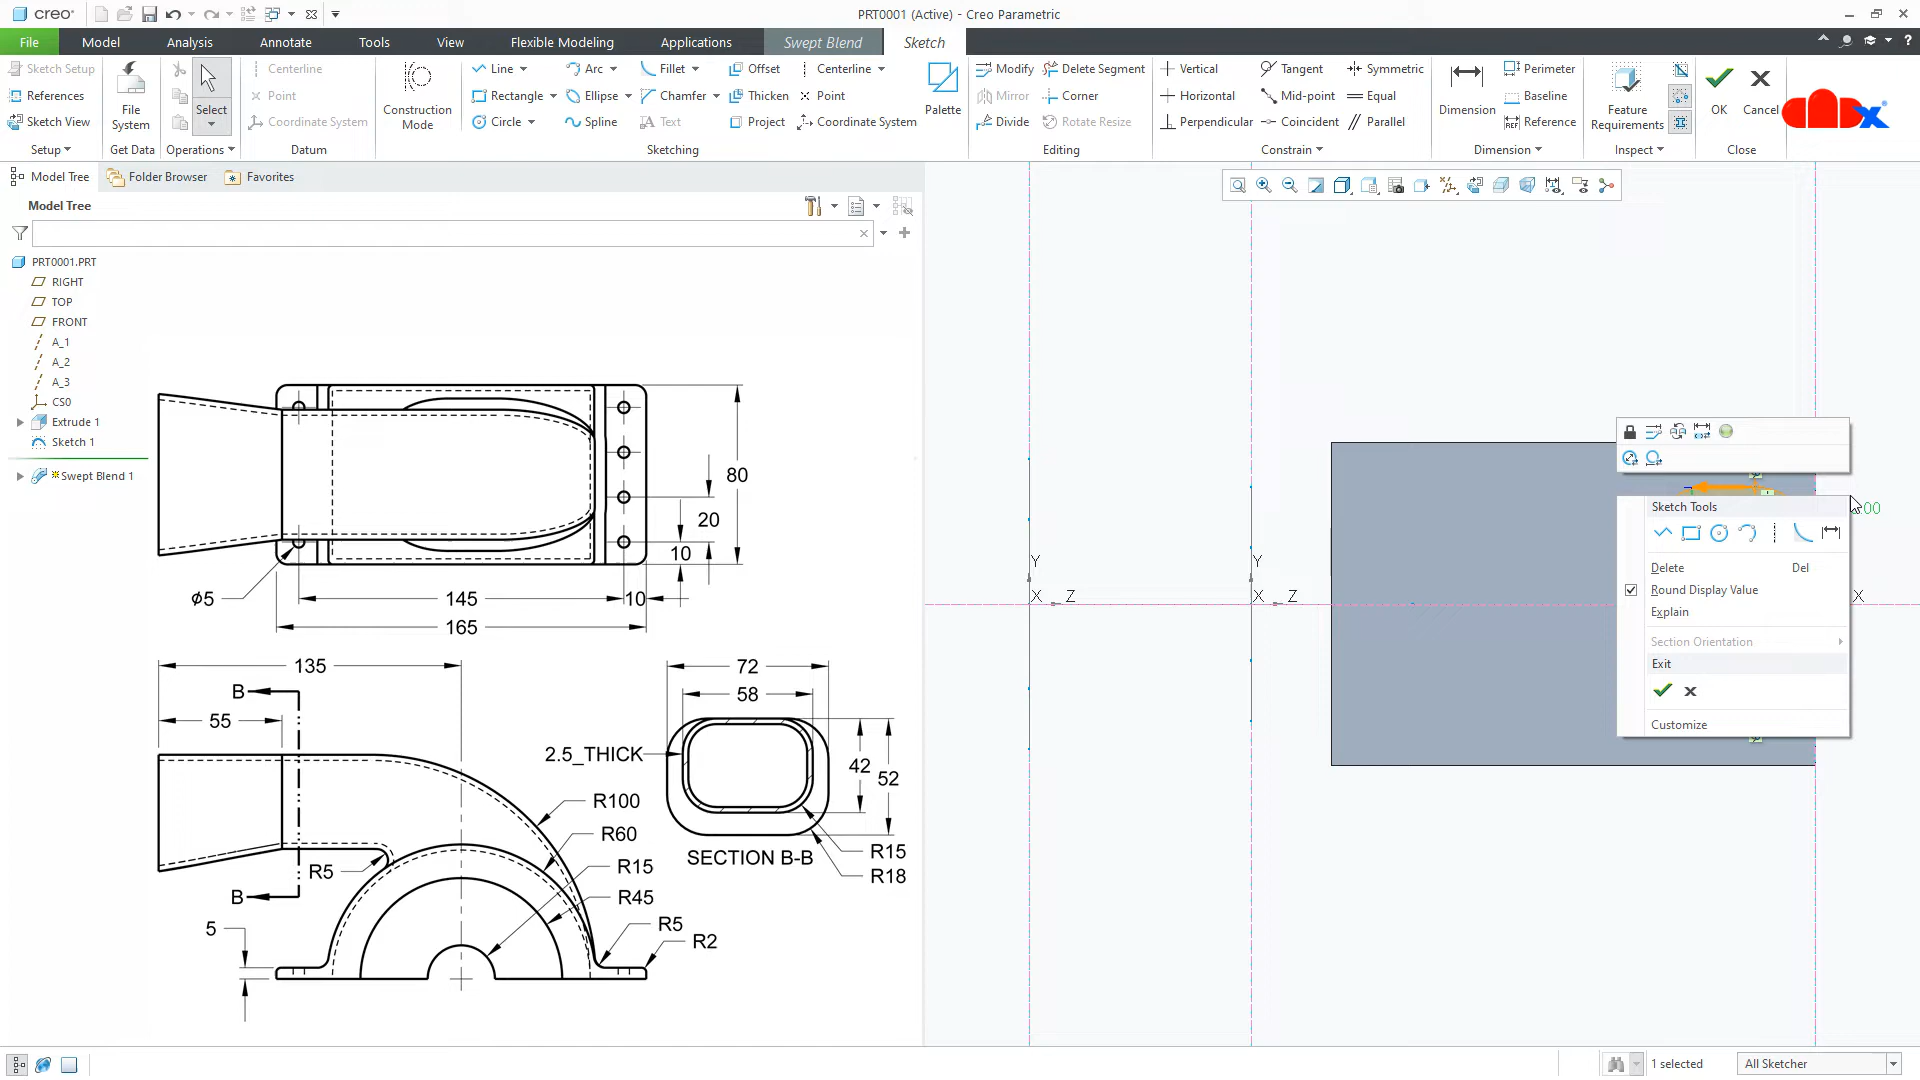 creo
PRT0001 (Active) - Creo Parametric
File
Model
Analysis
Annotate
Tools
View
Flexible Modeling
Applications
Swept Blend
Sketch
Sketch Setup
References
Sketch View
Setup
File System
Get Data
Select
Operations
Centerline
Point
Coordinate System
Datum
Construction Mode
Line
Rectangle
Circle
Arc
Ellipse
Spline
Fillet
Chamfer
Text
Offset
Thicken
Project
Centerline
Point
Coordinate System
Palette
Sketching
Modify
Mirror
Divide
Delete Segment
Corner
Rotate Resize
Editing
Vertical
Horizontal
Perpendicular
Tangent
Mid-point
Coincident
Symmetric
Equal
Parallel
Constrain
Dimension
Perimeter
Baseline
Reference
Dimension
Feature Requirements
Inspect
OK
Cancel
Close
Model Tree
Folder Browser
Favorites
Model Tree
PRT0001.PRT
RIGHT
TOP
FRONT
A_1
A_2
A_3
CS0
Extrude 1
Sketch 1
Swept Blend 1
80
20
10
ϕ5
145
10
165
135
B
55
72
58
2.5_THICK
42
52
R100
R60
R15
R45
R5
R5
R2
B
5
SECTION B-B
R15
R18
Y
X
Z
Y
X
Z
X
Sketch Tools
Delete Del
Round Display Value
Explain
Section Orientation
Exit
Customize
1 selected
All Sketcher